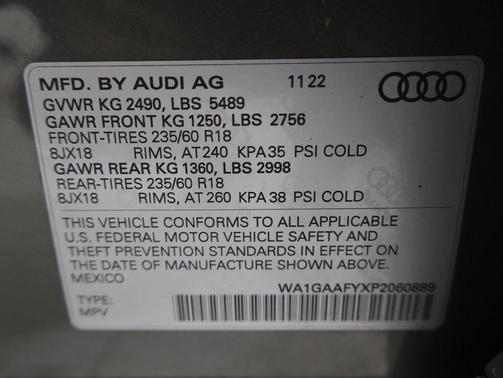 MFD. BY AUDI AG 11 22
GVWR KG 2490, LBS 5489
GAWR FRONT KG 1250, LBS 2756
FRONT-TIRES 235/60 R18
8JX18 RIMS, AT 240 KPA 35 PSI COLD
GAWR REAR KG 1360, LBS 2998
REAR-TIRES 235/60 R18
8JX18 RIMS, AT 260 KPA 38 PSI COLD
THIS VEHICLE CONFORMS TO ALL APPLICABLE
U.S. FEDERAL MOTOR VEHICLE SAFETY AND
THEFT PREVENTION STANDARDS IN EFFECT ON
THE DATE OF MANUFACTURE SHOWN ABOVE.
MEXICO
WA1GAAFYXP2060889
TYPE:
MPV